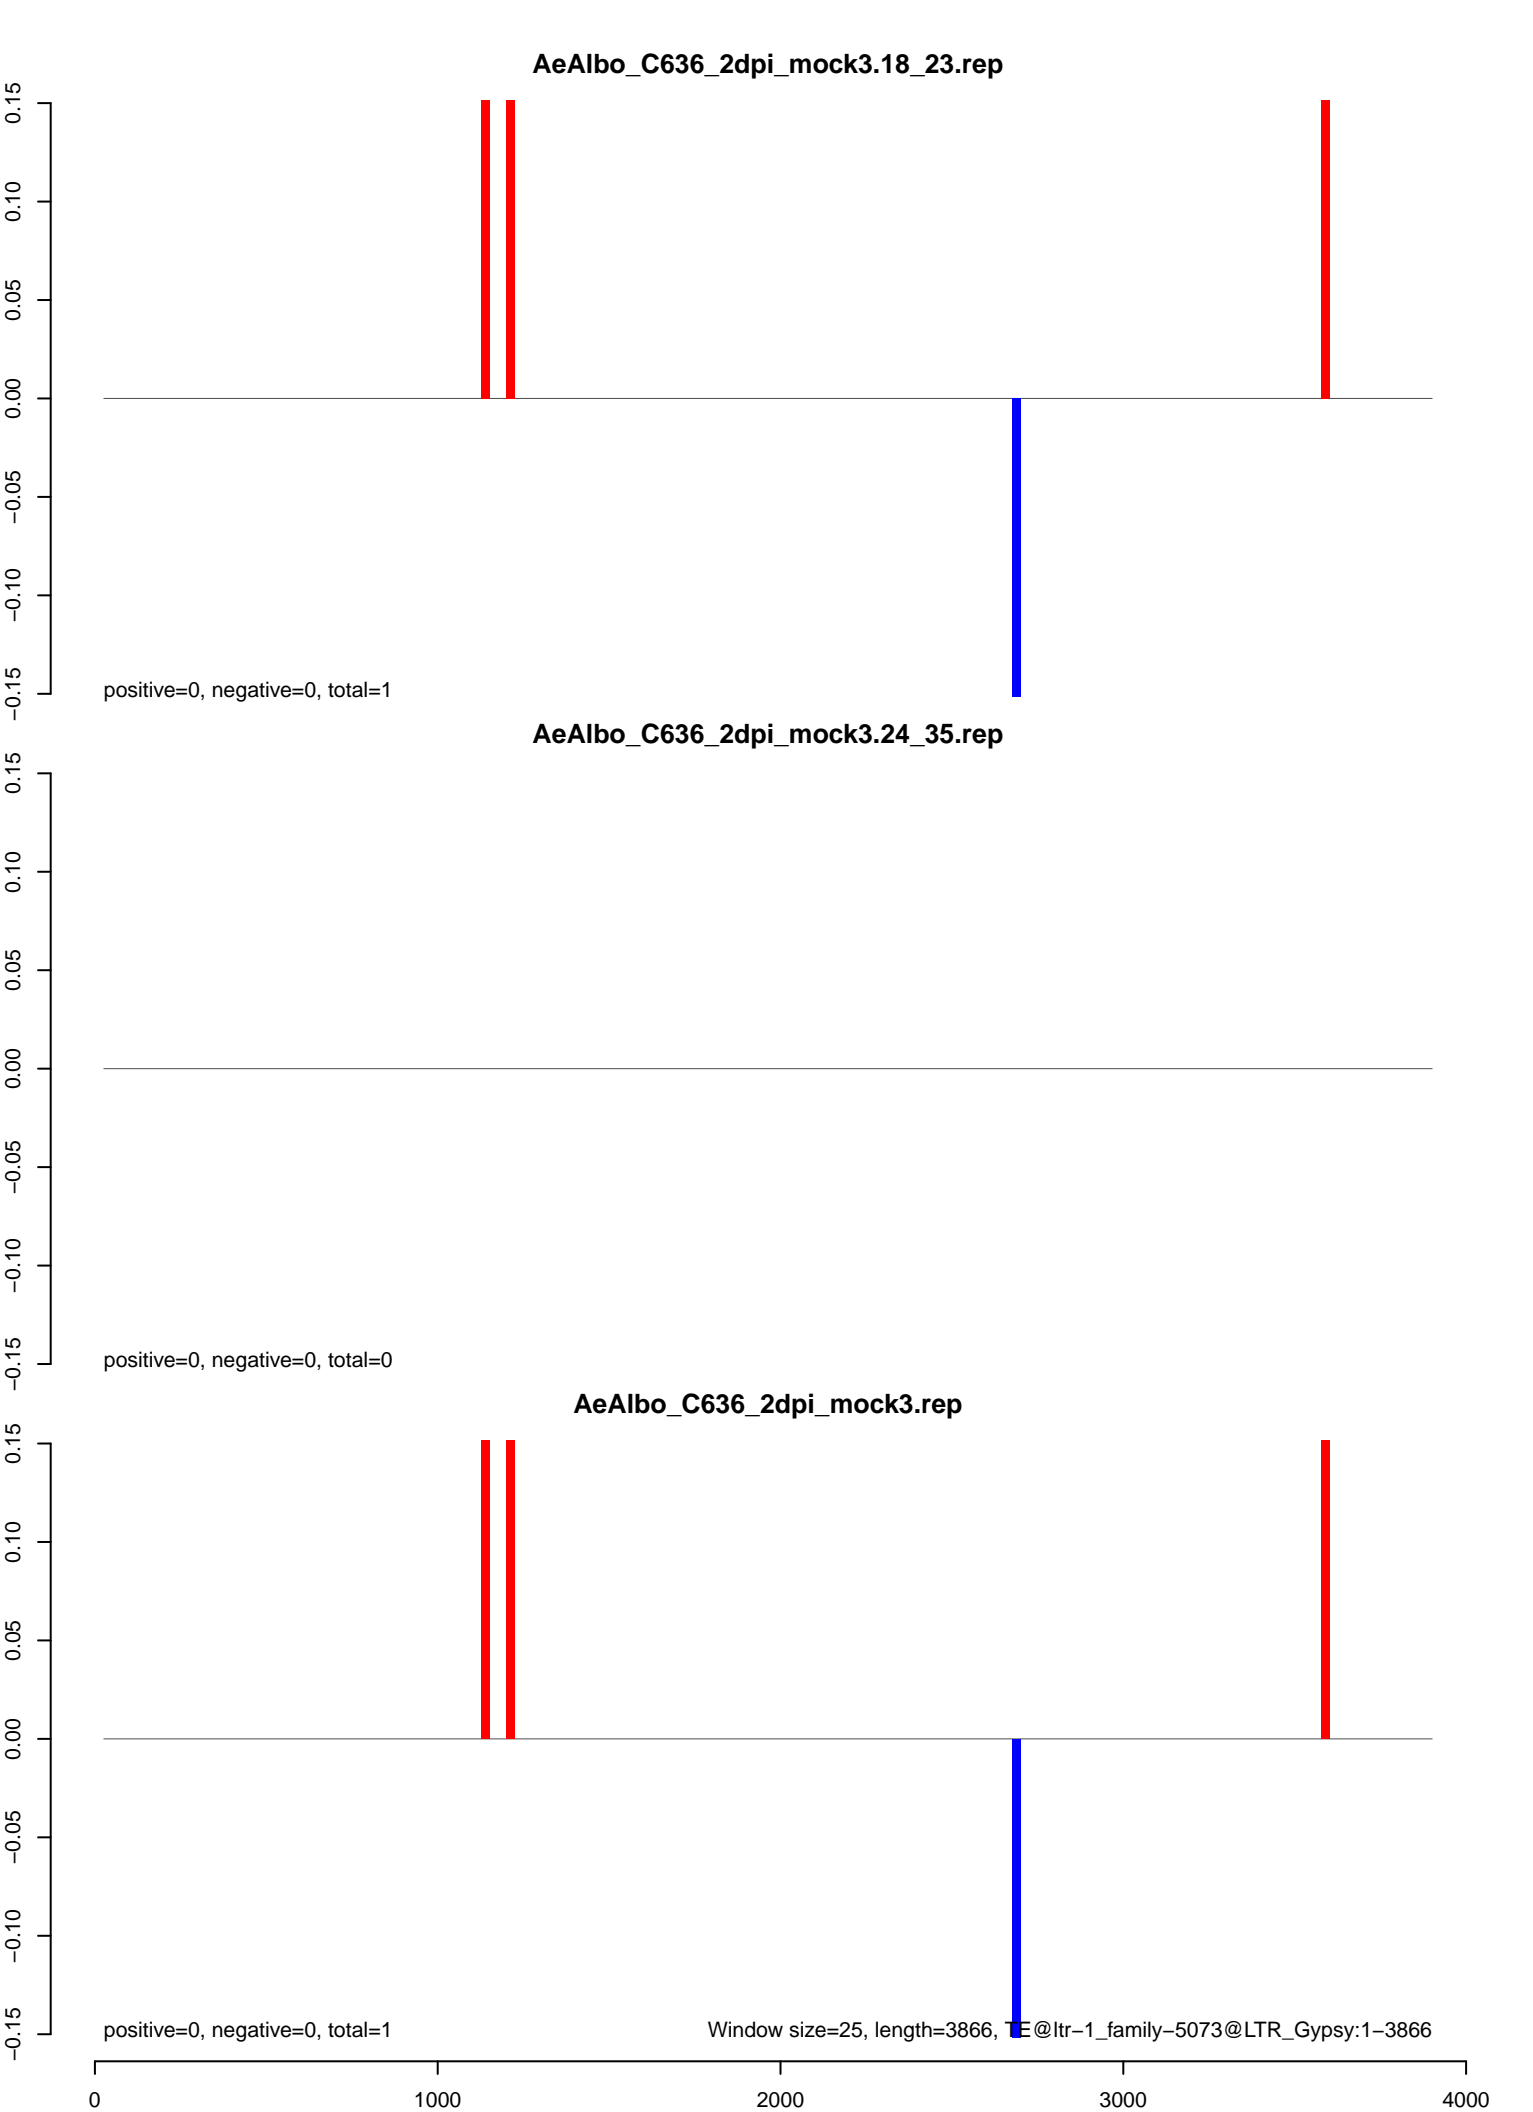 AeAlbo_C636_2dpi_mock3.18_23.rep
0.15
0.10
0.05
0.00
−0.05
−0.10
−0.15
positive=0, negative=0, total=1
AeAlbo_C636_2dpi_mock3.24_35.rep
0.15
0.10
0.05
0.00
−0.05
−0.10
−0.15
positive=0, negative=0, total=0
AeAlbo_C636_2dpi_mock3.rep
0.15
0.10
0.05
0.00
−0.05
−0.10
−0.15
positive=0, negative=0, total=1
Window size=25, length=3866, TE@ltr−1_family−5073@LTR_Gypsy:1−3866
0 1000 2000 3000 4000